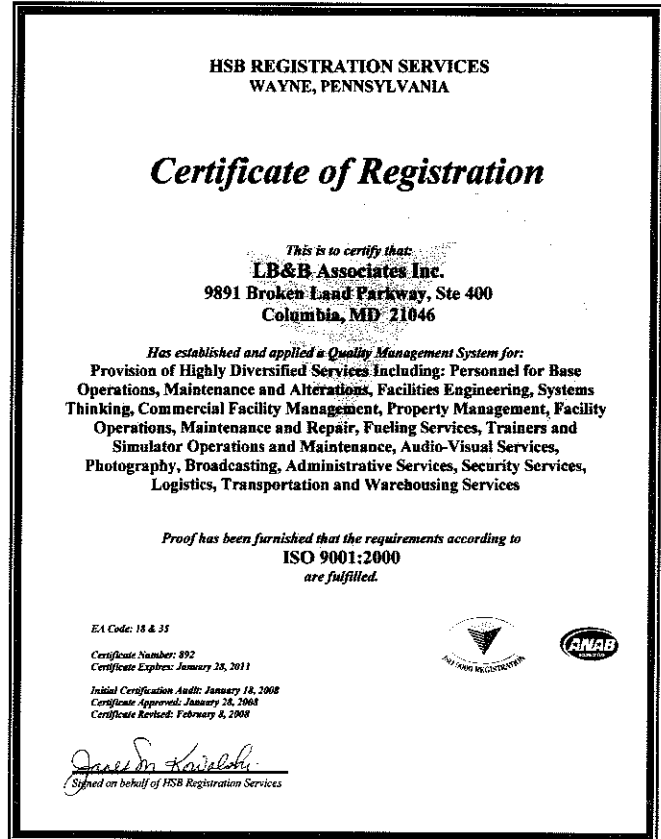 HSB REGISTRATION SERVICES
WAYNE, PENNSYLVANIA
Certificate of Registration
This is to certify that:
LB&B Associates Inc.
9891 Broken Land Parkway, Ste 400
Columbia, MD 21046
Has established and applied a Quality Management System for:
Provision of Highly Diversified Services Including: Personnel for Base
Operations, Maintenance and Alterations, Facilities Engineering, Systems
Thinking, Commercial Facility Management, Property Management, Facility
Operations, Maintenance and Repair, Fueling Services, Trainers and
Simulator Operations and Maintenance, Audio-Visual Services,
Photography, Broadcasting, Administrative Services, Security Services,
Logistics, Transportation and Warehousing Services
Proof has been furnished that the requirements according to
ISO 9001:2000
are fulfilled.
EA Code: 18 & 35
Certificate Number: 892
Certificate Expires: January 28, 2011
Initial Certification Audit: January 18, 2008
Certificate Approved: January 28, 2008
Certificate Revised: February 8, 2008
ISO 9000 REGISTRATION
ANAB
James M Kowalski
Signed on behalf of HSB Registration Services